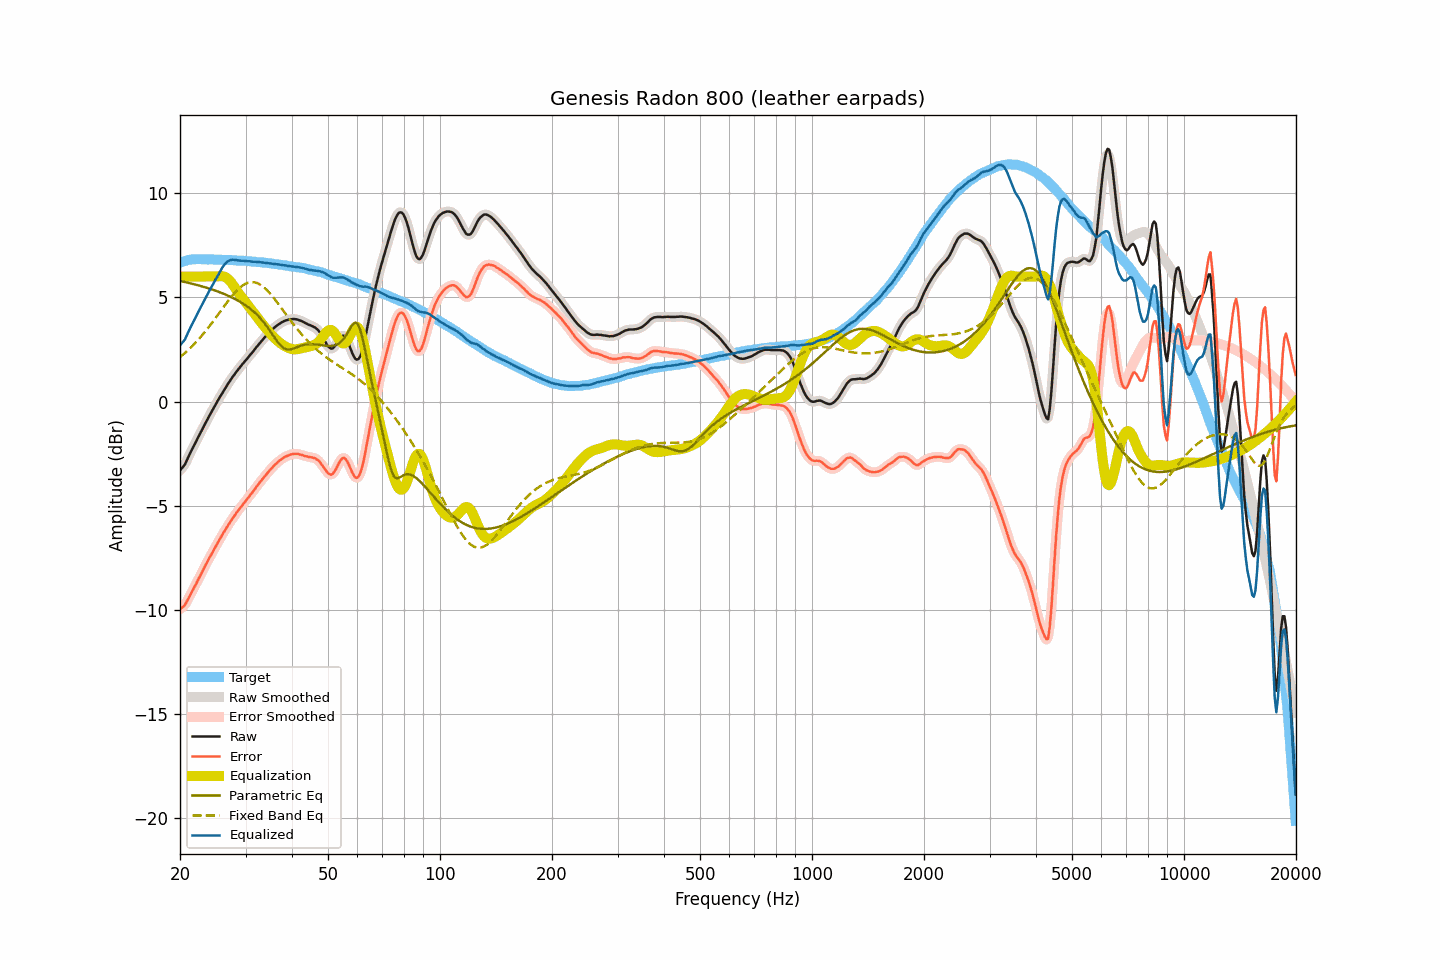 Genesis Radon 800 (leather earpads)
Amplitude (dBr)
10
5
0
−5
−10
−15
−20
Target
Raw Smoothed
Error Smoothed
Raw
Error
Equalization
Parametric Eq
Fixed Band Eq
Equalized
20 50 100 200 500 1000 2000 5000 10000 20000
Frequency (Hz)